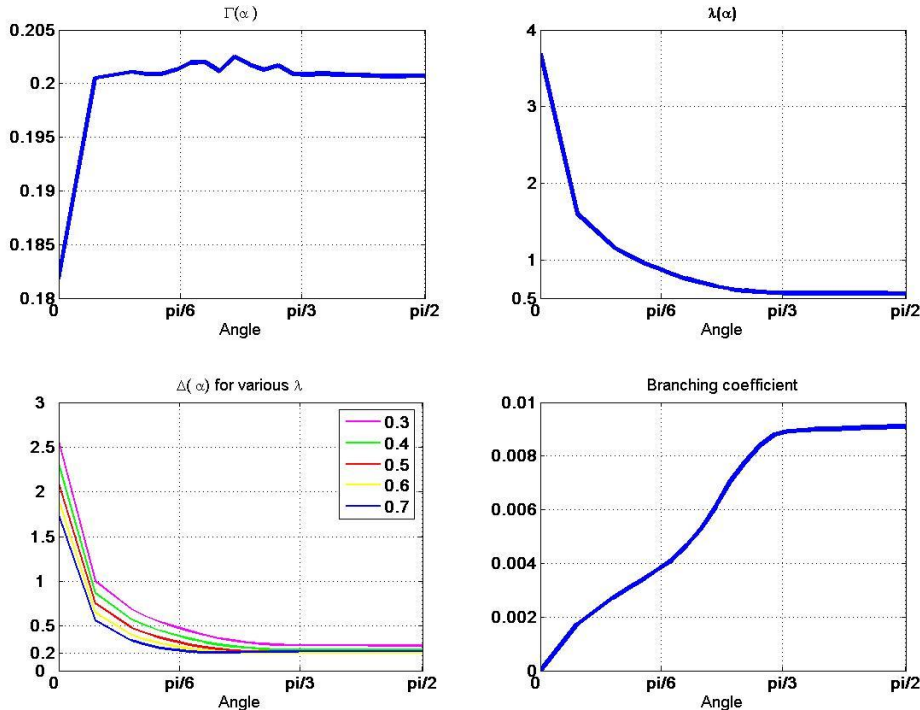 Γ(α)
0.205
0.2
0.195
0.19
0.185
0.18
0
pi/6
pi/3
pi/2
Angle
λ(α)
4
3
2
1
0.5
0
pi/6
pi/3
pi/2
Angle
Δ( α) for various λ
3
2.5
2
1.5
1
0.5
0.2
0
0.3
0.4
0.5
0.6
0.7
0
pi/6
pi/3
pi/2
Angle
Branching coefficient
0.01
0.008
0.006
0.004
0.002
0
0
pi/6
pi/3
pi/2
Angle